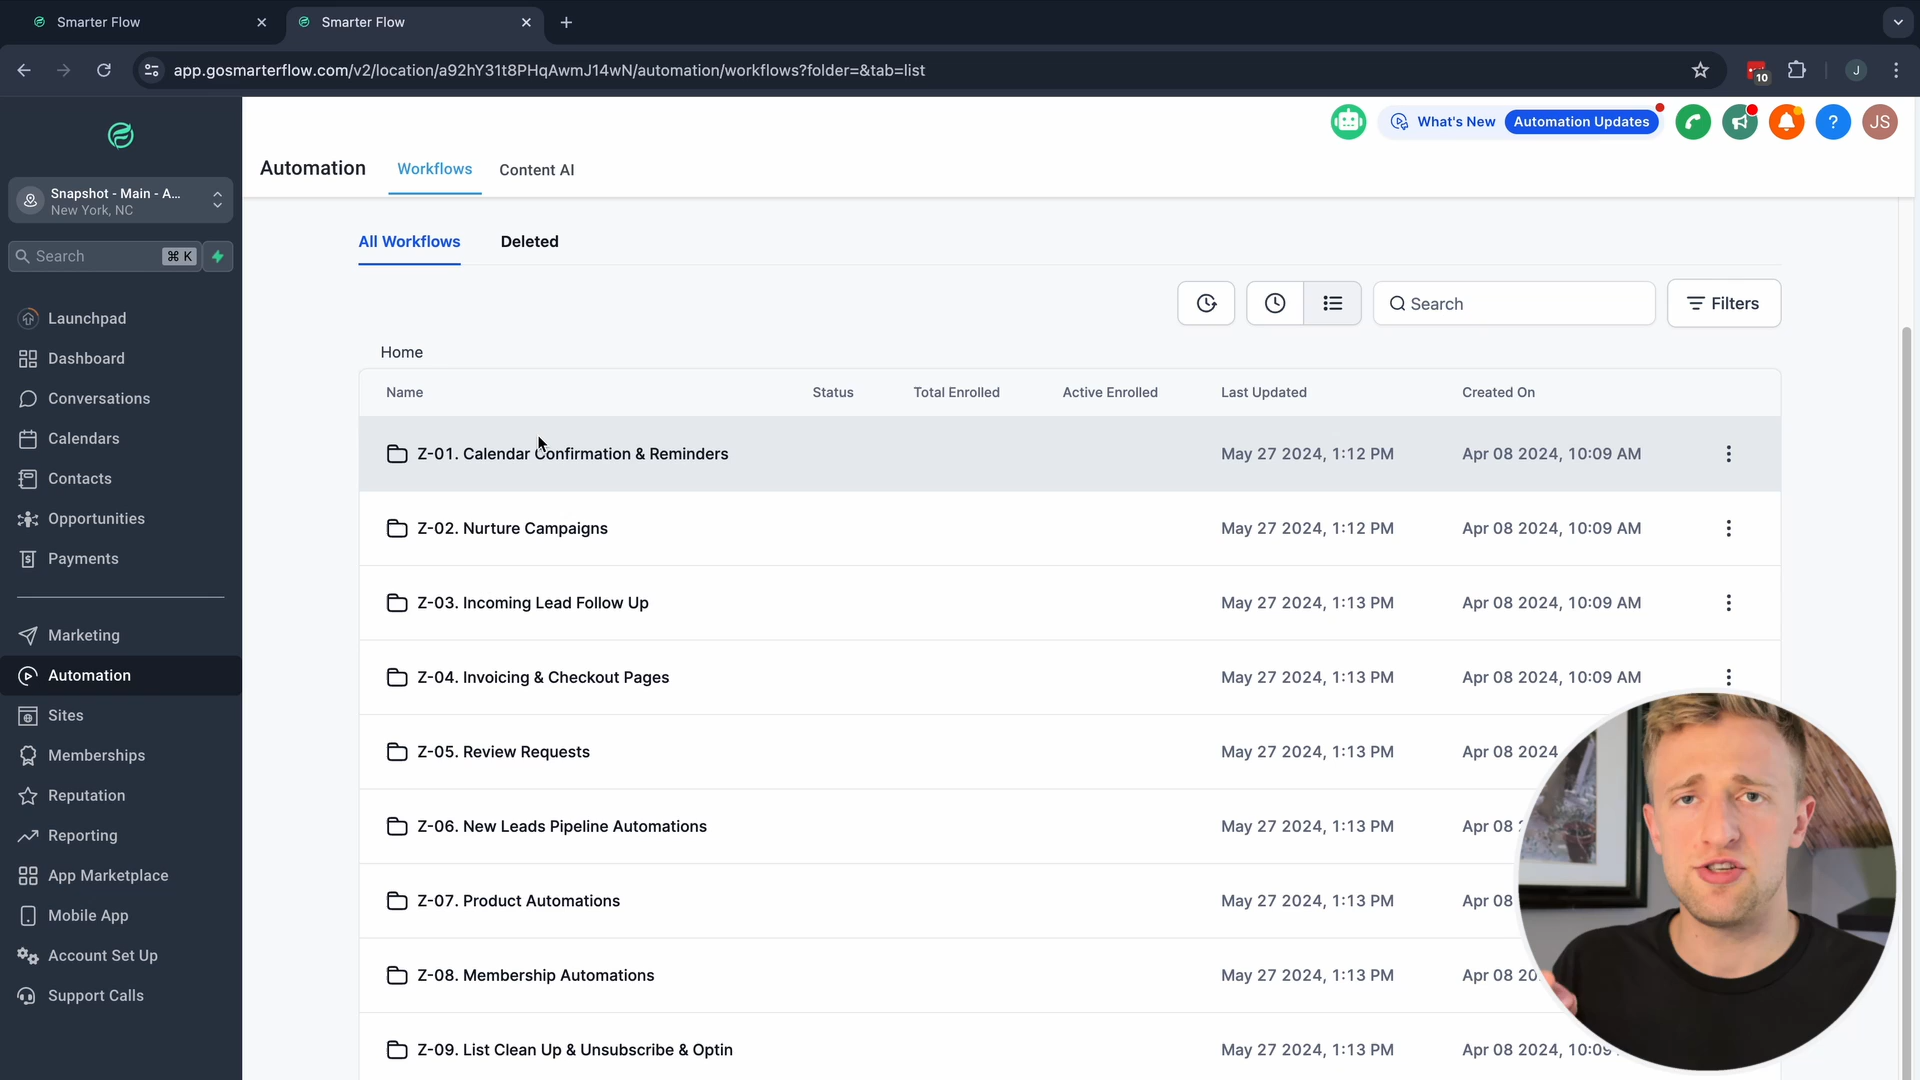 Smarter Flow
Smarter Flow
app.gosmarterflow.com/v2/location/a92hY31t8PHqAwmJ14wN/automation/workflows?folder=&tab=list
10
J
What's New
Automation Updates
?
JS
Automation
Workflows
Content AI
Snapshot - Main - A...
New York, NC
Search
⌘ K
Launchpad
Dashboard
Conversations
Calendars
Contacts
Opportunities
Payments
Marketing
Automation
Sites
Memberships
Reputation
Reporting
App Marketplace
Mobile App
Account Set Up
Support Calls
All Workflows
Deleted
Search
Filters
Home
Name Status Total Enrolled Active Enrolled Last Updated Created On
Z-01. Calendar Confirmation & Reminders May 27 2024, 1:12 PM Apr 08 2024, 10:09 AM
Z-02. Nurture Campaigns May 27 2024, 1:12 PM Apr 08 2024, 10:09 AM
Z-03. Incoming Lead Follow Up May 27 2024, 1:13 PM Apr 08 2024, 10:09 AM
Z-04. Invoicing & Checkout Pages May 27 2024, 1:13 PM Apr 08 2024, 10:09 AM
Z-05. Review Requests May 27 2024, 1:13 PM Apr 08 2024
Z-06. New Leads Pipeline Automations May 27 2024, 1:13 PM Apr 08
Z-07. Product Automations May 27 2024, 1:13 PM Apr 08
Z-08. Membership Automations May 27 2024, 1:13 PM Apr 08 20
Z-09. List Clean Up & Unsubscribe & Optin May 27 2024, 1:13 PM Apr 08 2024, 10:09